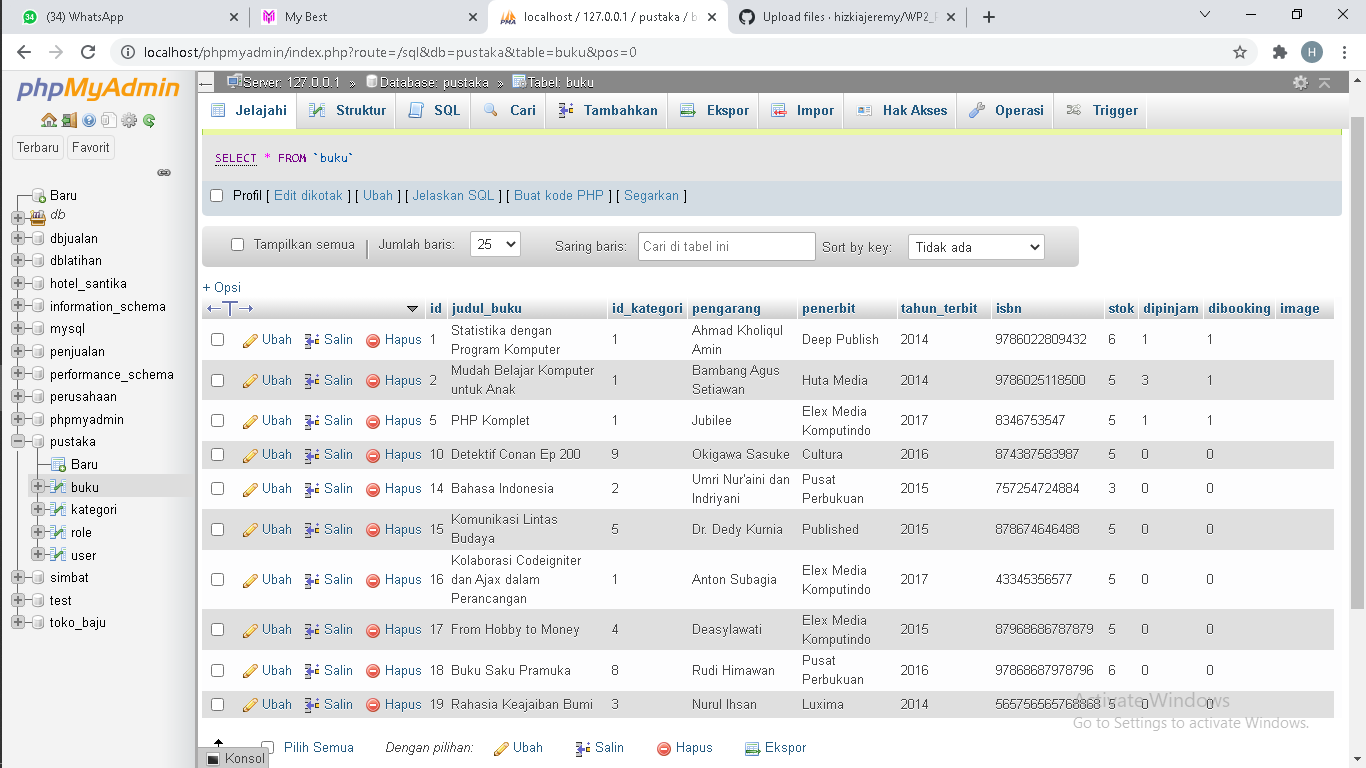 (34) WhatsApp
My Best
localhost / 127.0.0.1 / pustaka / b
Upload files · hizkiajeremy/WP2_P
localhost/phpmyadmin/index.php?route=/sql&db=pustaka&table=buku&pos=0
H
phpMyAdmin
Terbaru Favorit
Baru
db
dbjualan
dblatihan
hotel_santika
information_schema
mysql
penjualan
performance_schema
perusahaan
phpmyadmin
pustaka
Baru
buku
kategori
role
user
simbat
test
toko_baju
Server: 127.0.0.1 » Database: pustaka » Tabel: buku
Jelajahi Struktur SQL Cari Tambahkan Ekspor Impor Hak Akses Operasi Trigger
SELECT * FROM `buku`
Profil [ Edit dikotak ] [ Ubah ] [ Jelaskan SQL ] [ Buat kode PHP ] [ Segarkan ]
Tampilkan semua | Jumlah baris: 25 Saring baris: Cari di tabel ini Sort by key: Tidak ada
+ Opsi
id judul_buku id_kategori pengarang penerbit tahun_terbit isbn stok dipinjam dibooking image
Ubah Salin Hapus 1 Statistika dengan Program Komputer 1 Ahmad Kholiqul Amin Deep Publish 2014 9786022809432 6 1 1
Ubah Salin Hapus 2 Mudah Belajar Komputer untuk Anak 1 Bambang Agus Setiawan Huta Media 2014 9786025118500 5 3 1
Ubah Salin Hapus 5 PHP Komplet 1 Jubilee Elex Media Komputindo 2017 8346753547 5 1 1
Ubah Salin Hapus 10 Detektif Conan Ep 200 9 Okigawa Sasuke Cultura 2016 874387583987 5 0 0
Ubah Salin Hapus 14 Bahasa Indonesia 2 Umri Nur'aini dan Indriyani Pusat Perbukuan 2015 757254724884 3 0 0
Ubah Salin Hapus 15 Komunikasi Lintas Budaya 5 Dr. Dedy Kurnia Published 2015 878674646488 5 0 0
Ubah Salin Hapus 16 Kolaborasi Codeigniter dan Ajax dalam Perancangan 1 Anton Subagia Elex Media Komputindo 2017 43345356577 5 0 0
Ubah Salin Hapus 17 From Hobby to Money 4 Deasylawati Elex Media Komputindo 2015 87968686787879 5 0 0
Ubah Salin Hapus 18 Buku Saku Pramuka 8 Rudi Himawan Pusat Perbukuan 2016 97868687978796 6 0 0
Ubah Salin Hapus 19 Rahasia Keajaiban Bumi 3 Nurul Ihsan Luxima 2014 565756565768868 5 0 0
Activate Windows
Go to Settings to activate Windows.
Pilih Semua Dengan pilihan: Ubah Salin Hapus Ekspor
Konsol